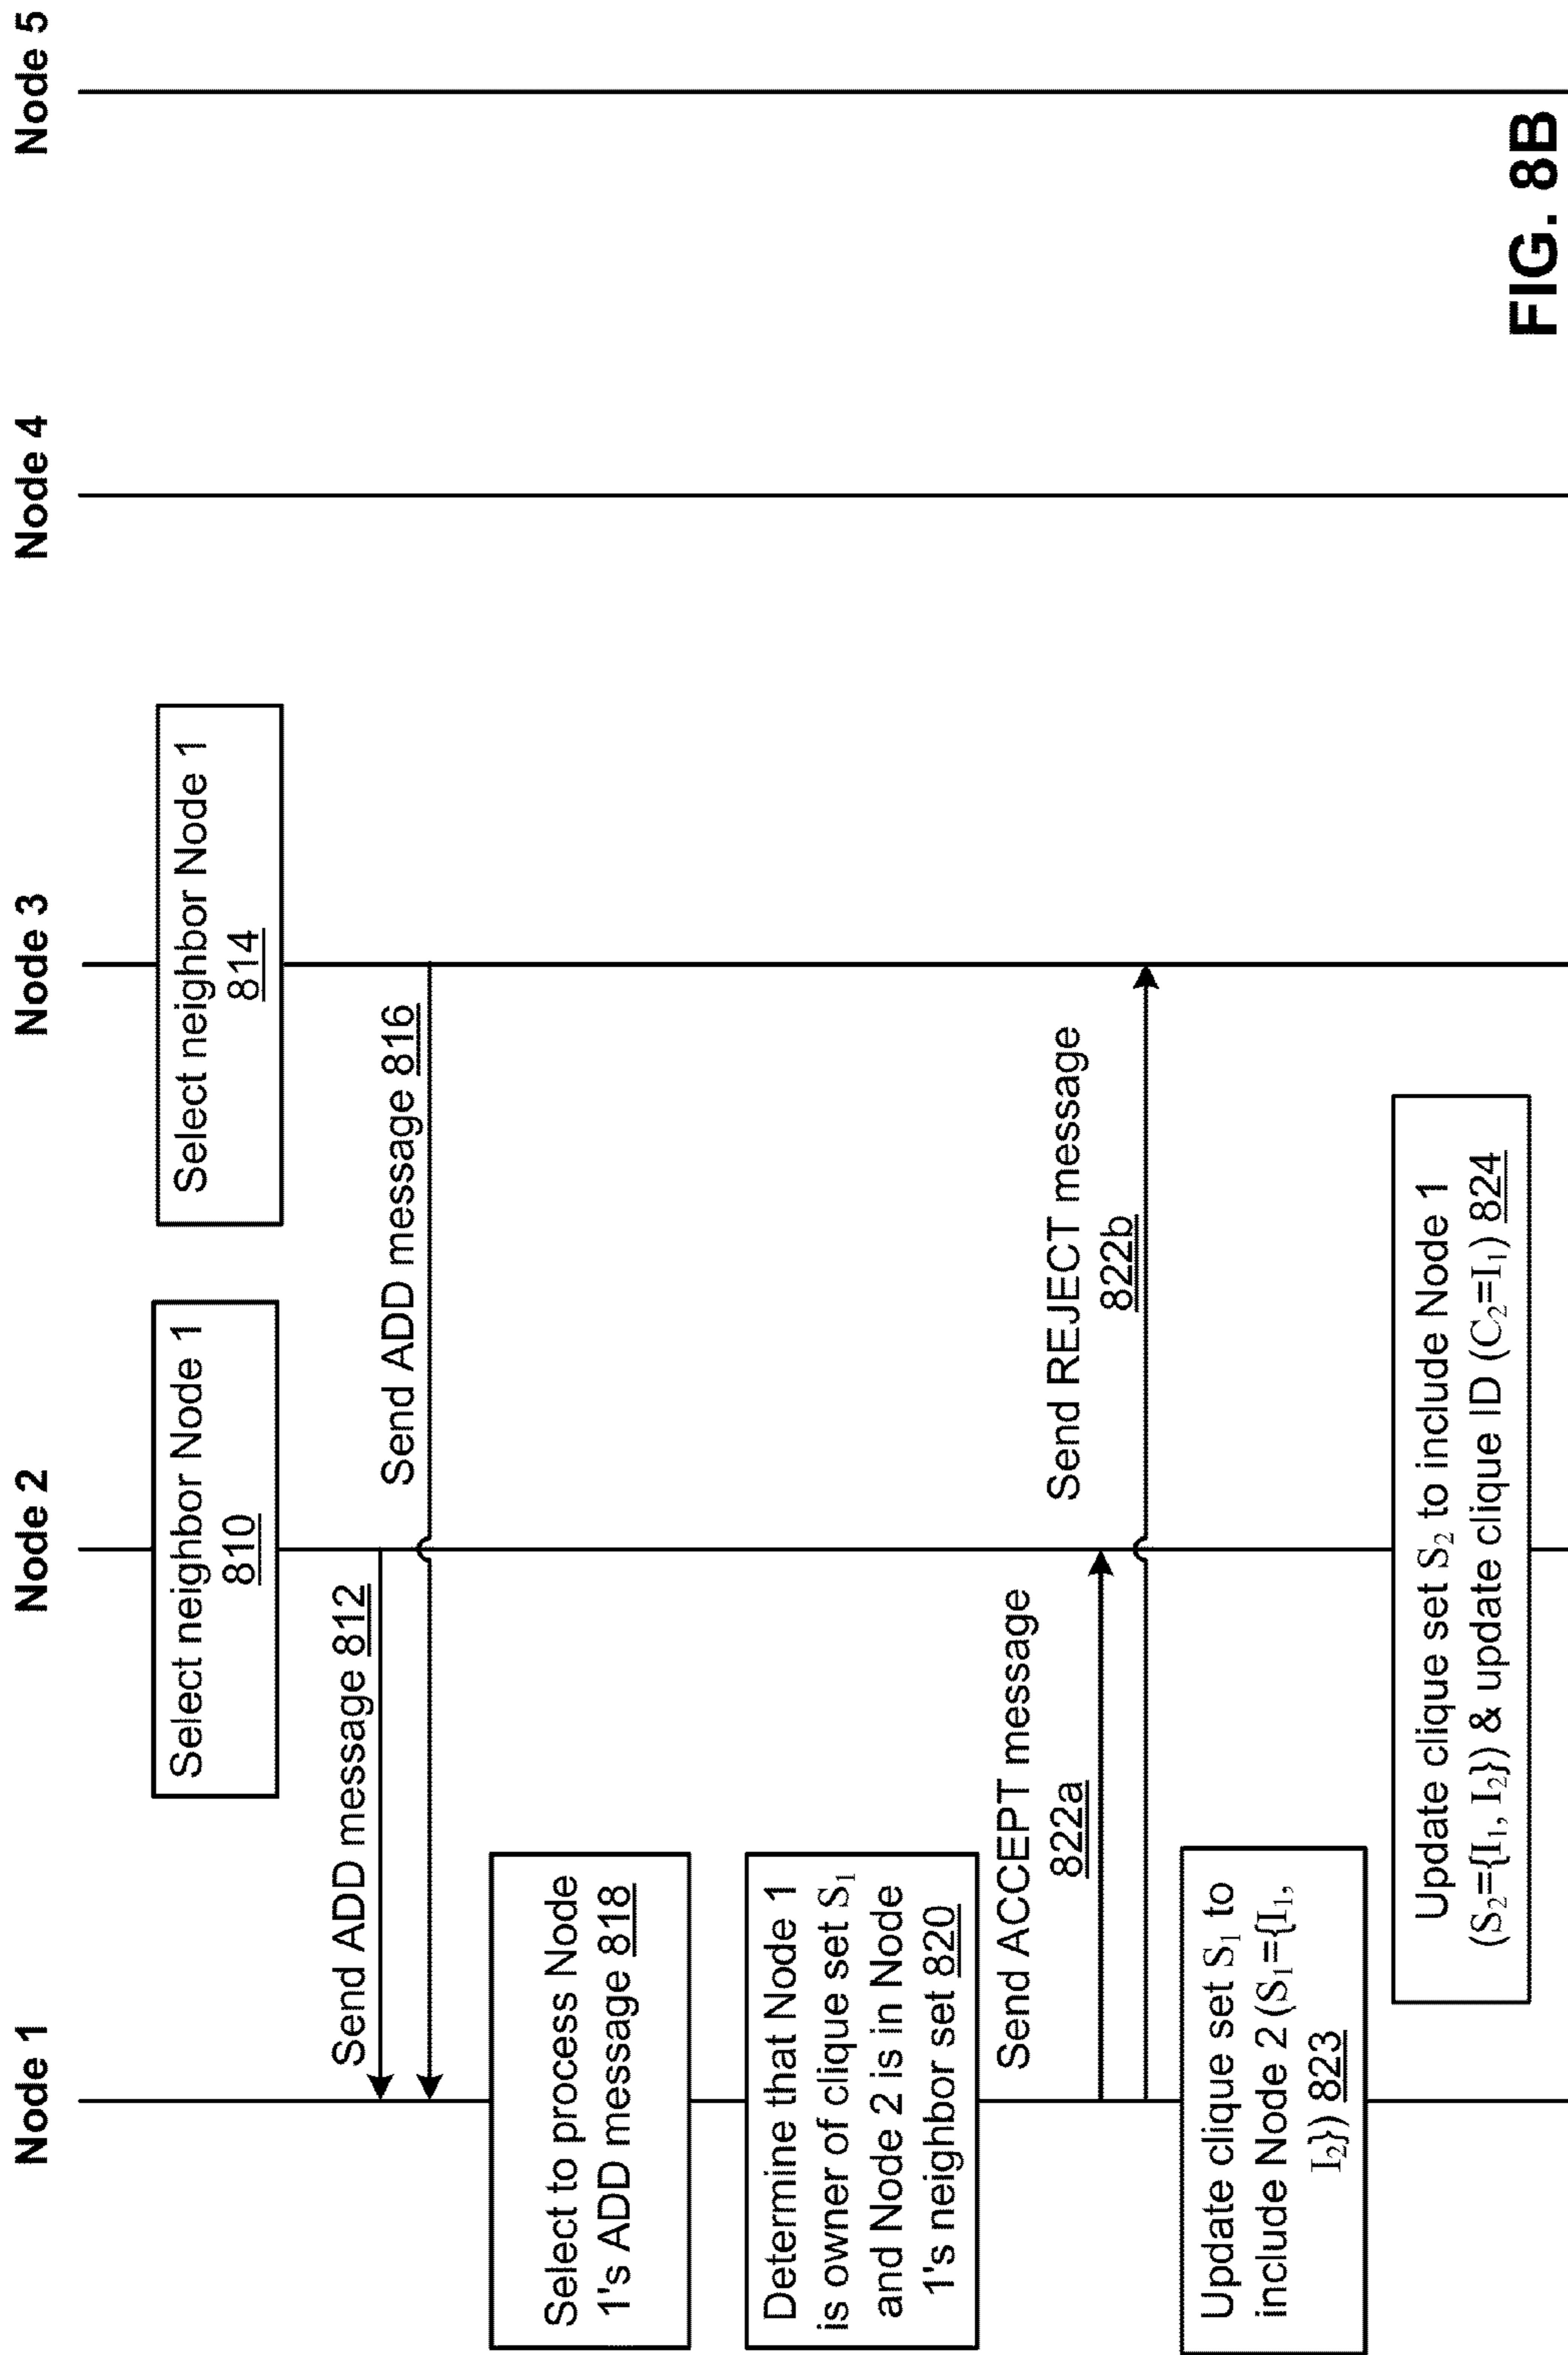 Node 1
Node 2
Node 3
Node 4
Node 5
Select neighbor Node 1
810
Select neighbor Node 1
814
Send ADD message 812
Send ADD message 816
Select to process Node
1's ADD message 818
Determine that Node 1
is owner of clique set S₁
and Node 2 is in Node
1's neighbor set 820
Send ACCEPT message
822a
Send REJECT message
822b
Update clique set S₁ to
include Node 2 (S₁={I₁,
I₂}) 823
Update clique set S₂ to include Node 1
(S₂={I₁, I₂}) & update clique ID (C₂=I₁) 824
FIG. 8B